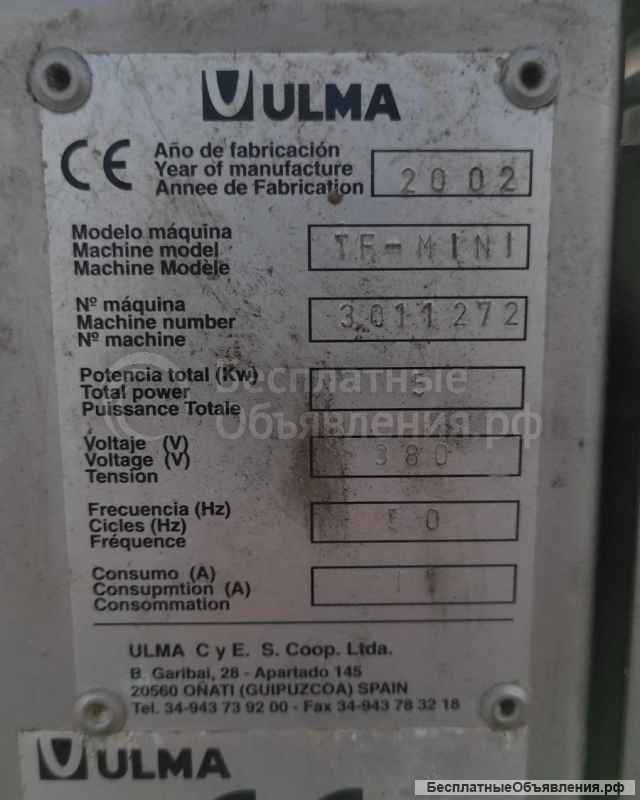 ULMA
CE
Año de fabricación
Year of manufacture
Annee de Fabrication
2002
Modelo máquina
Machine model
Machine Modèle
TF-MINI
Nº máquina
Machine number
Nº machine
3011272
Potencia total (Kw)
Total power
Puissance Totale
5
Voltaje (V)
Voltage (V)
Tension
380
Frecuencia (Hz)
Cicles (Hz)
Fréquence
50
Consumo (A)
Consupmtion (A)
Consommation
ULMA C y E. S. Coop. Ltda.
B. Garibai, 28 - Apartado 145
20560 OÑATI (GUIPUZCOA) SPAIN
Tel. 34-943 73 92 00 - Fax 34-943 78 32 18
ULMA
Бесплатные
Объявления.рф
БесплатныеОбъявления.рф